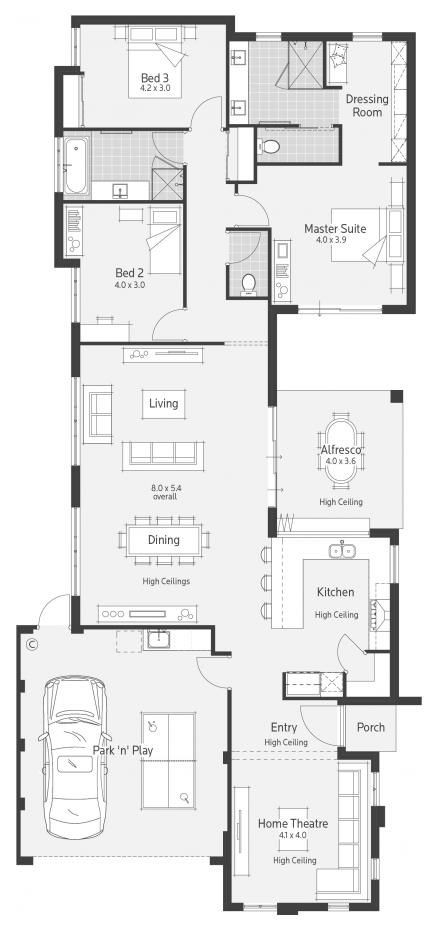 Bed 3
4.2 x 3.0
Dressing
Room
Master Suite
4.0 x 3.9
Bed 2
4.0 x 3.0
Living
8.0 x 5.4
overall
Alfresco
4.0 x 3.6
High Ceiling
Dining
High Ceilings
Kitchen
High Ceiling
Entry
High Ceiling
Porch
Park 'n' Play
Home Theatre
4.1 x 4.0
High Ceiling